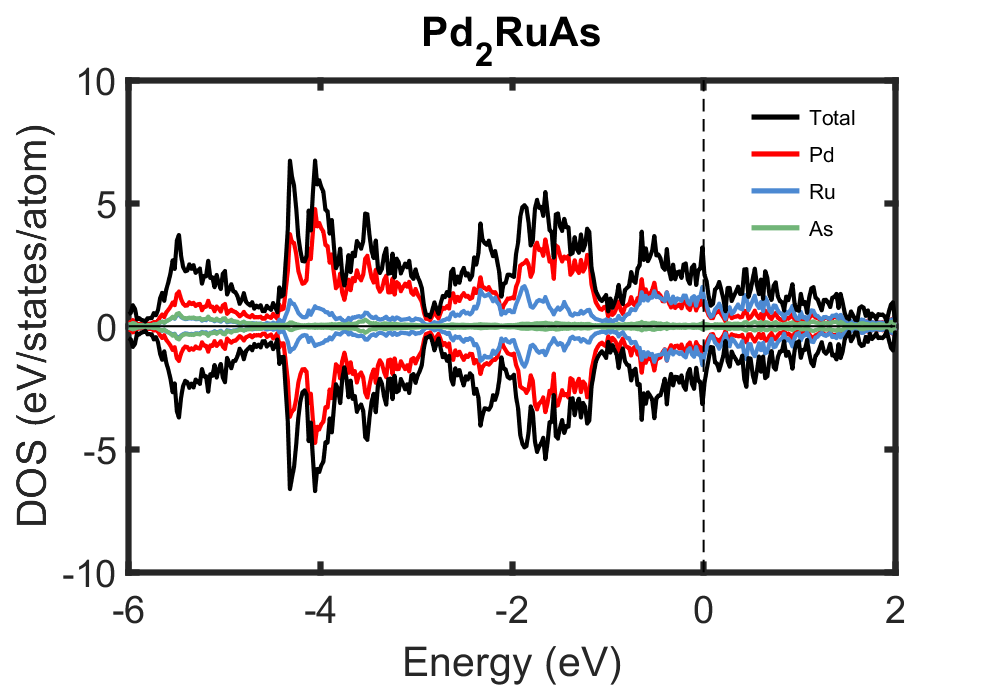 Pd2RuAs
10
5
0
-5
-10
DOS (eV/states/atom)
Total
Pd
Ru
As
-6 -4 -2 0 2
Energy (eV)